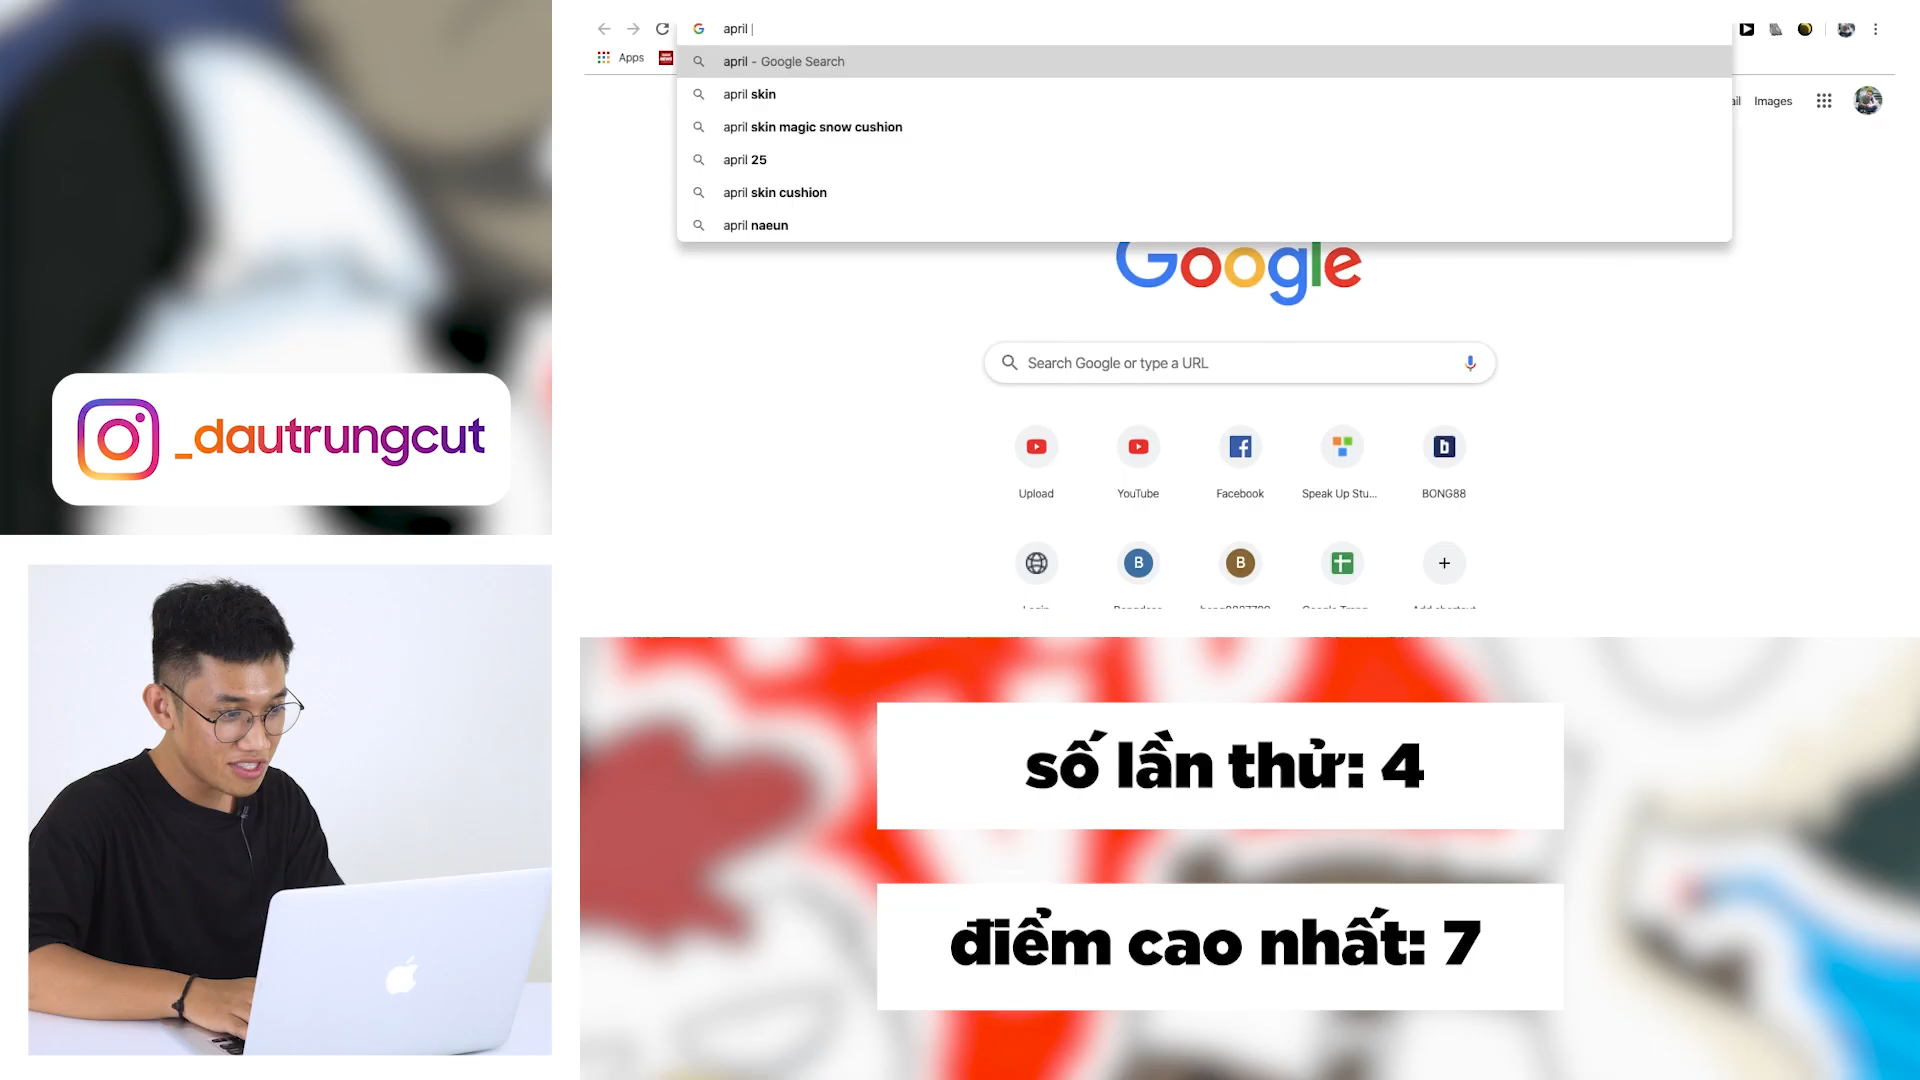 april
Apps
april - Google Search
april skin
april skin magic snow cushion
april 25
april skin cushion
april naeun
ail Images
Google
Search Google or type a URL
Upload
YouTube
Facebook
Speak Up Stu...
BONG88
B
B
_dautrungcut
số lần thử: 4
điểm cao nhất: 7